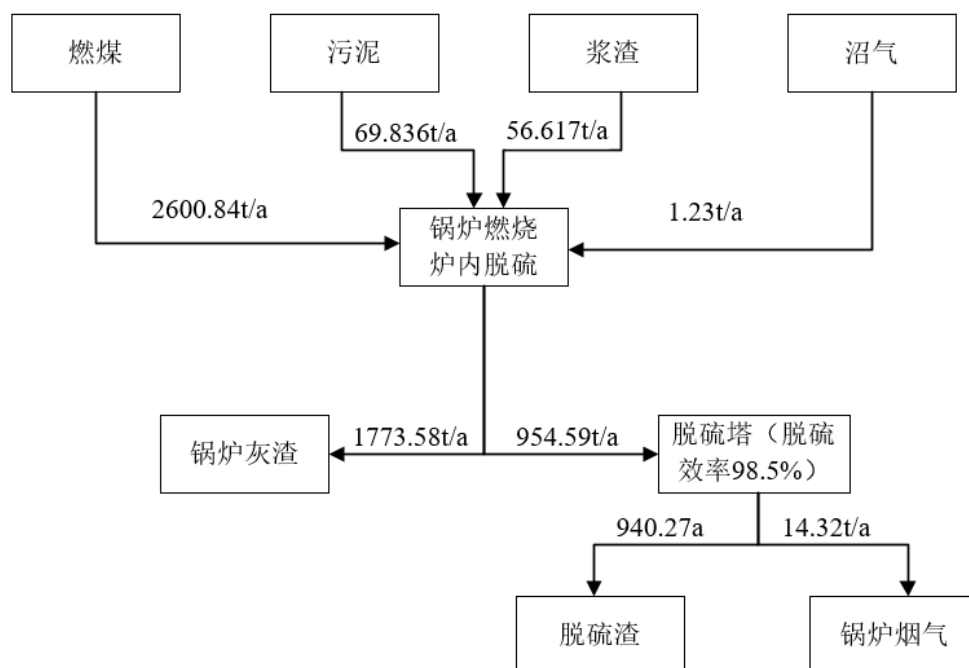 燃煤
污泥
浆渣
沼气
69.836t/a
56.617t/a
2600.84t/a
1.23t/a
锅炉燃烧
炉内脱硫
锅炉灰渣
1773.58t/a
954.59t/a
脱硫塔（脱硫
效率98.5%）
940.27a
14.32t/a
脱硫渣
锅炉烟气